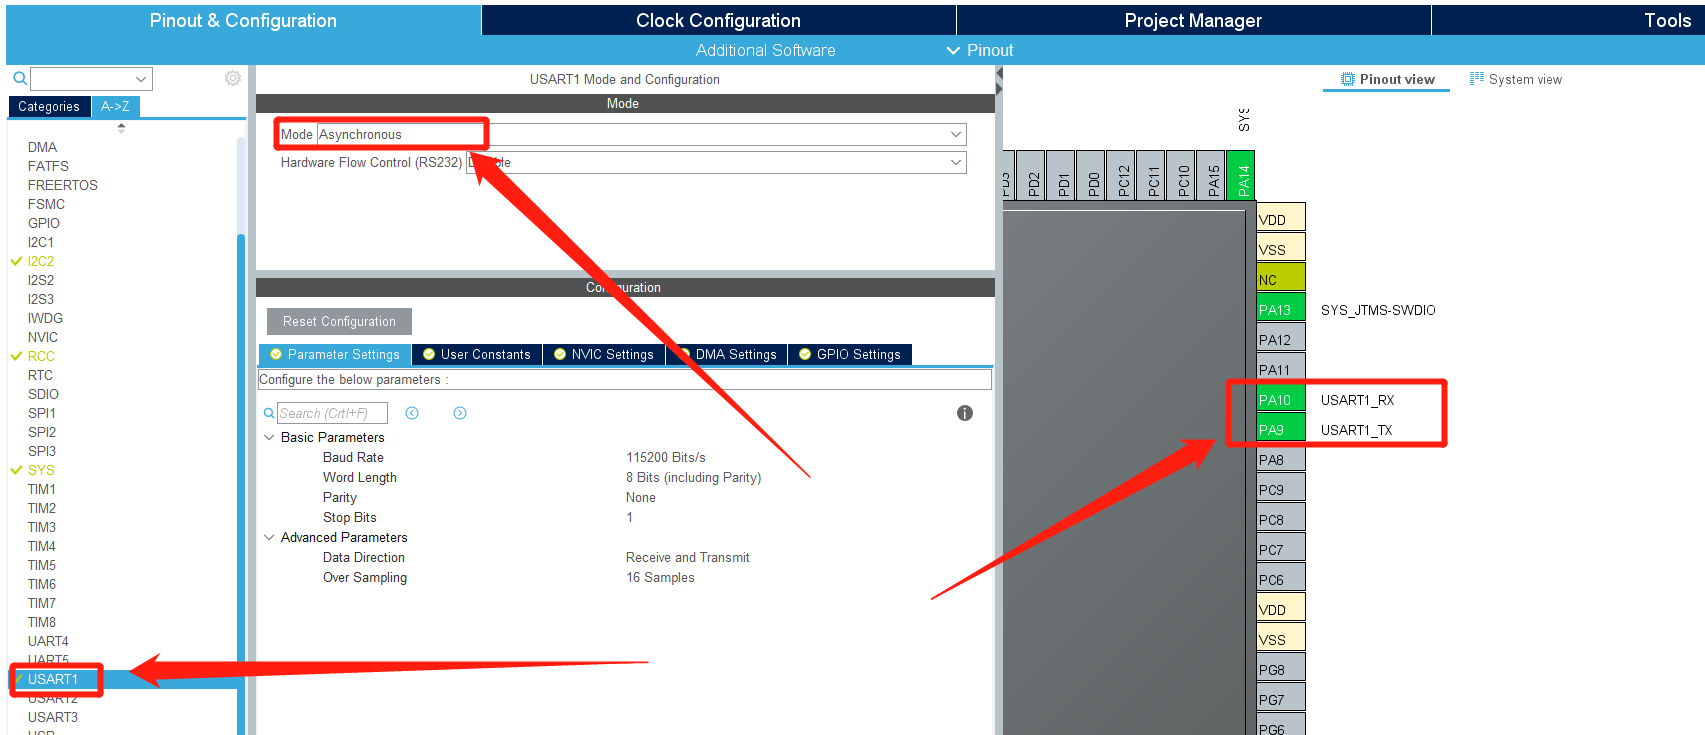 Pinout & Configuration
Clock Configuration
Project Manager
Tools
Additional Software
Pinout
Categories
A->Z
DMA
FATFS
FREERTOS
FSMC
GPIO
I2C1
I2C2
I2S2
I2S3
IWDG
NVIC
RCC
RTC
SDIO
SPI1
SPI2
SPI3
SYS
TIM1
TIM2
TIM3
TIM4
TIM5
TIM6
TIM7
TIM8
UART4
UART5
USART1
USART2
USART3
USART1 Mode and Configuration
Mode
Mode Asynchronous
Hardware Flow Control (RS232)
Configuration
Reset Configuration
Parameter Settings
User Constants
NVIC Settings
DMA Settings
GPIO Settings
Configure the below parameters :
Search (Crtl+F)
Basic Parameters
Baud Rate 115200 Bits/s
Word Length 8 Bits (including Parity)
Parity None
Stop Bits 1
Advanced Parameters
Data Direction Receive and Transmit
Over Sampling 16 Samples
Pinout view
System view
SYS
PD3
PD2
PD1
PD0
PC12
PC11
PC10
PA15
PA14
VDD
VSS
NC
PA13 SYS_JTMS-SWDIO
PA12
PA11
PA10 USART1_RX
PA9 USART1_TX
PA8
PC9
PC8
PC7
PC6
VDD
VSS
PG8
PG7
PG6